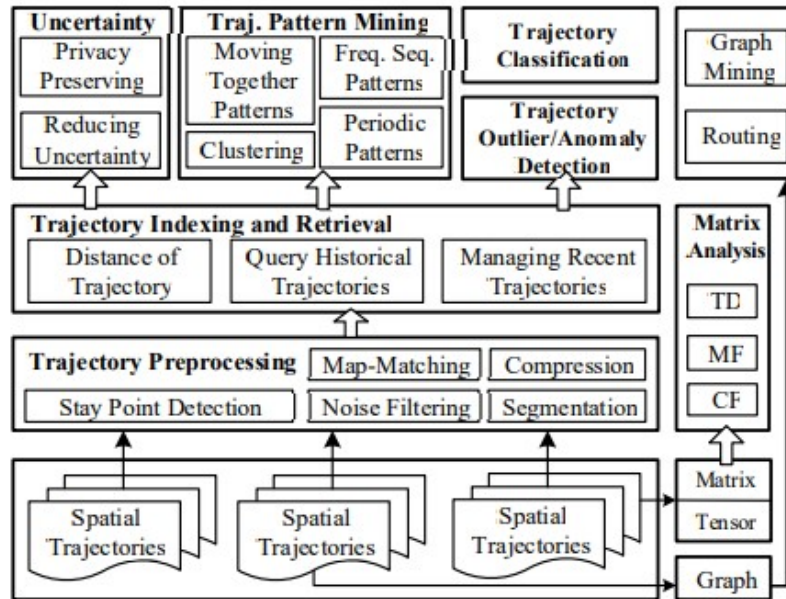 Uncertainty
Privacy
Preserving
Reducing
Uncertainty
Traj. Pattern Mining
Moving
Together
Patterns
Clustering
Freq. Seq.
Patterns
Periodic
Patterns
Trajectory
Classification
Trajectory
Outlier/Anomaly
Detection
Graph
Mining
Routing
Trajectory Indexing and Retrieval
Distance of
Trajectory
Query Historical
Trajectories
Managing Recent
Trajectories
Matrix
Analysis
TD
MF
CF
Trajectory Preprocessing
Map-Matching
Compression
Stay Point Detection
Noise Filtering
Segmentation
Spatial
Trajectories
Spatial
Trajectories
Spatial
Trajectories
Matrix
Tensor
Graph